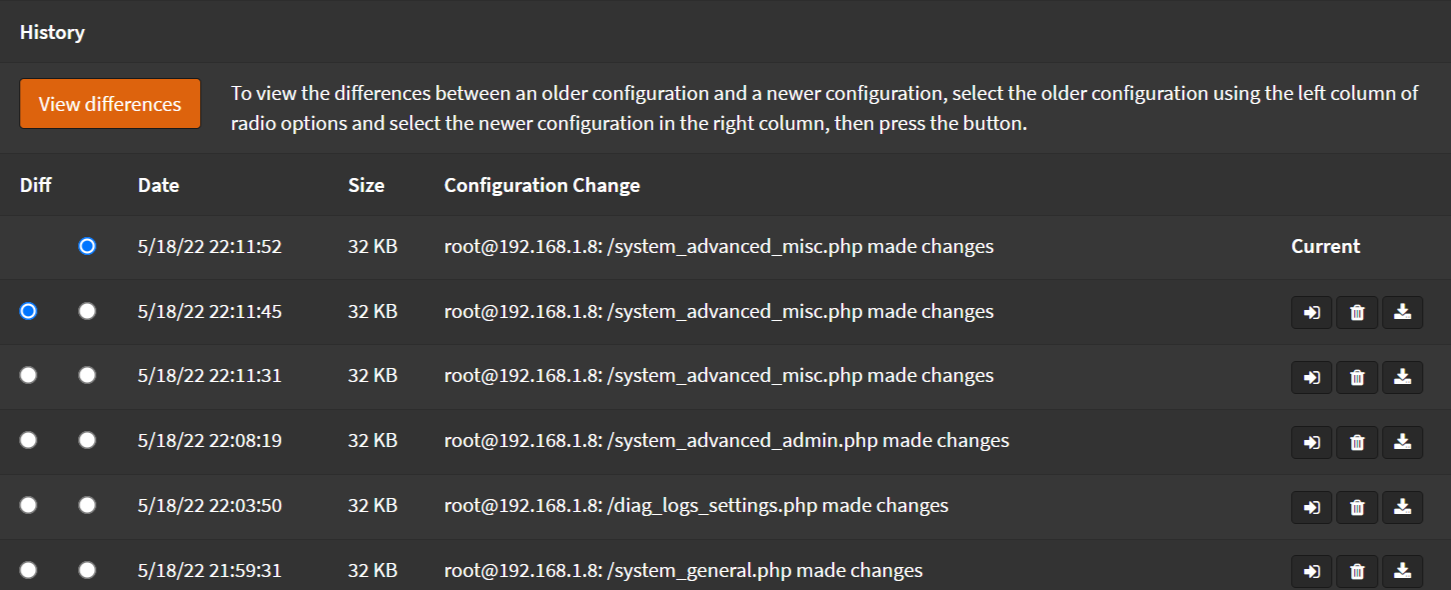 History
View differences
To view the differences between an older configuration and a newer configuration, select the older configuration using the left column of
radio options and select the newer configuration in the right column, then press the button.
Diff Date Size Configuration Change
5/18/22 22:11:52 32 KB root@192.168.1.8: /system_advanced_misc.php made changes Current
5/18/22 22:11:45 32 KB root@192.168.1.8: /system_advanced_misc.php made changes
5/18/22 22:11:31 32 KB root@192.168.1.8: /system_advanced_misc.php made changes
5/18/22 22:08:19 32 KB root@192.168.1.8: /system_advanced_admin.php made changes
5/18/22 22:03:50 32 KB root@192.168.1.8: /diag_logs_settings.php made changes
5/18/22 21:59:31 32 KB root@192.168.1.8: /system_general.php made changes